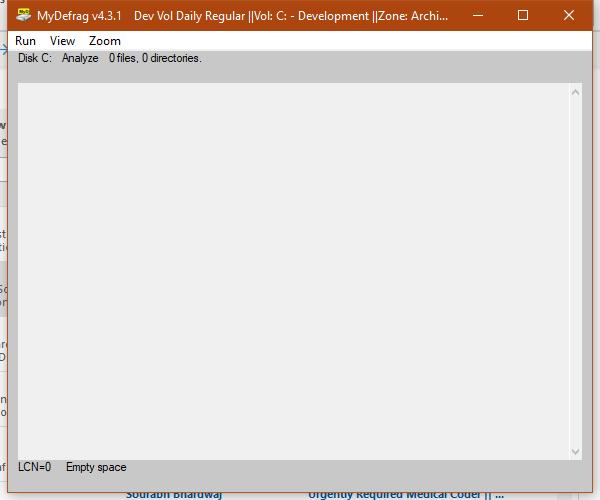 MyDefrag v4.3.1 Dev Vol Daily Regular ||Vol: C: - Development ||Zone: Archi...
Run View Zoom
Disk C: Analyze 0 files, 0 directories.
LCN=0 Empty space
Sourabh Bhardwaj Urgently Required Medical Coder || ...